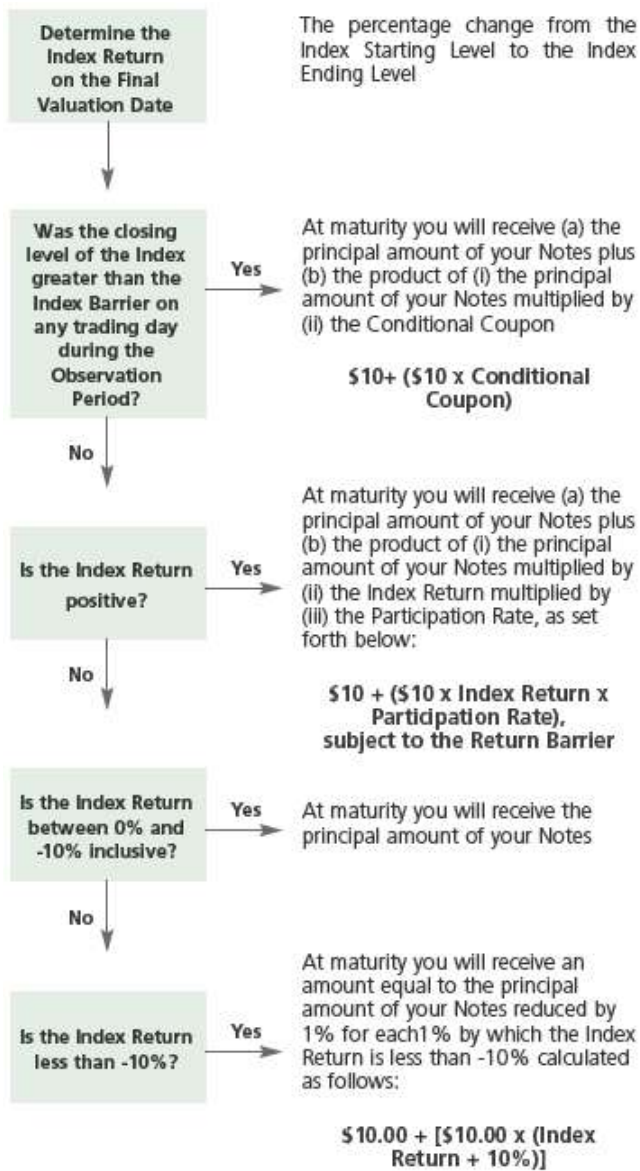 Determine the
Index Return
on the Final
Valuation Date
The percentage change from the
Index Starting Level to the Index
Ending Level
Was the closing
level of the Index
greater than the
Index Barrier on
any trading day
during the
Observation
Period?
Yes
At maturity you will receive (a) the
principal amount of your Notes plus
(b) the product of (i) the principal
amount of your Notes multiplied by
(ii) the Conditional Coupon
$10+ ($10 x Conditional
Coupon)
No
Is the Index Return
positive?
Yes
At maturity you will receive (a) the
principal amount of your Notes plus
(b) the product of (i) the principal
amount of your Notes multiplied by
(ii) the Index Return multiplied by
(iii) the Participation Rate, as set
forth below:
$10 + ($10 x Index Return x
Participation Rate),
subject to the Return Barrier
No
Is the Index Return
between 0% and
-10% inclusive?
Yes
At maturity you will receive the
principal amount of your Notes
No
Is the Index Return
less than -10%?
Yes
At maturity you will receive an
amount equal to the principal
amount of your Notes reduced by
1% for each1% by which the Index
Return is less than -10% calculated
as follows:
$10.00 + [$10.00 x (Index
Return + 10%)]